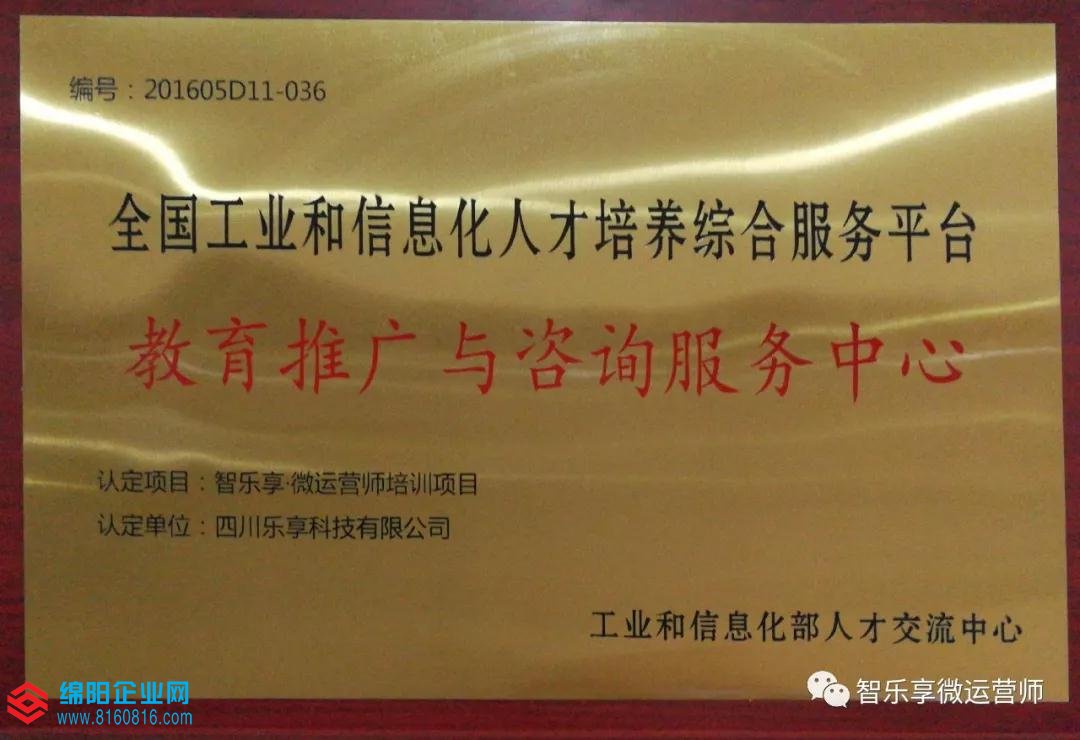 编号：201605D11-036
全国工业和信息化人才培养综合服务平台
教育推广与咨询服务中心
认定项目：智乐享·微运营师培训项目
认定单位：四川乐享科技有限公司
工业和信息化部人才交流中心
智乐享微运营师
绵阳企业网
www.8160816.com